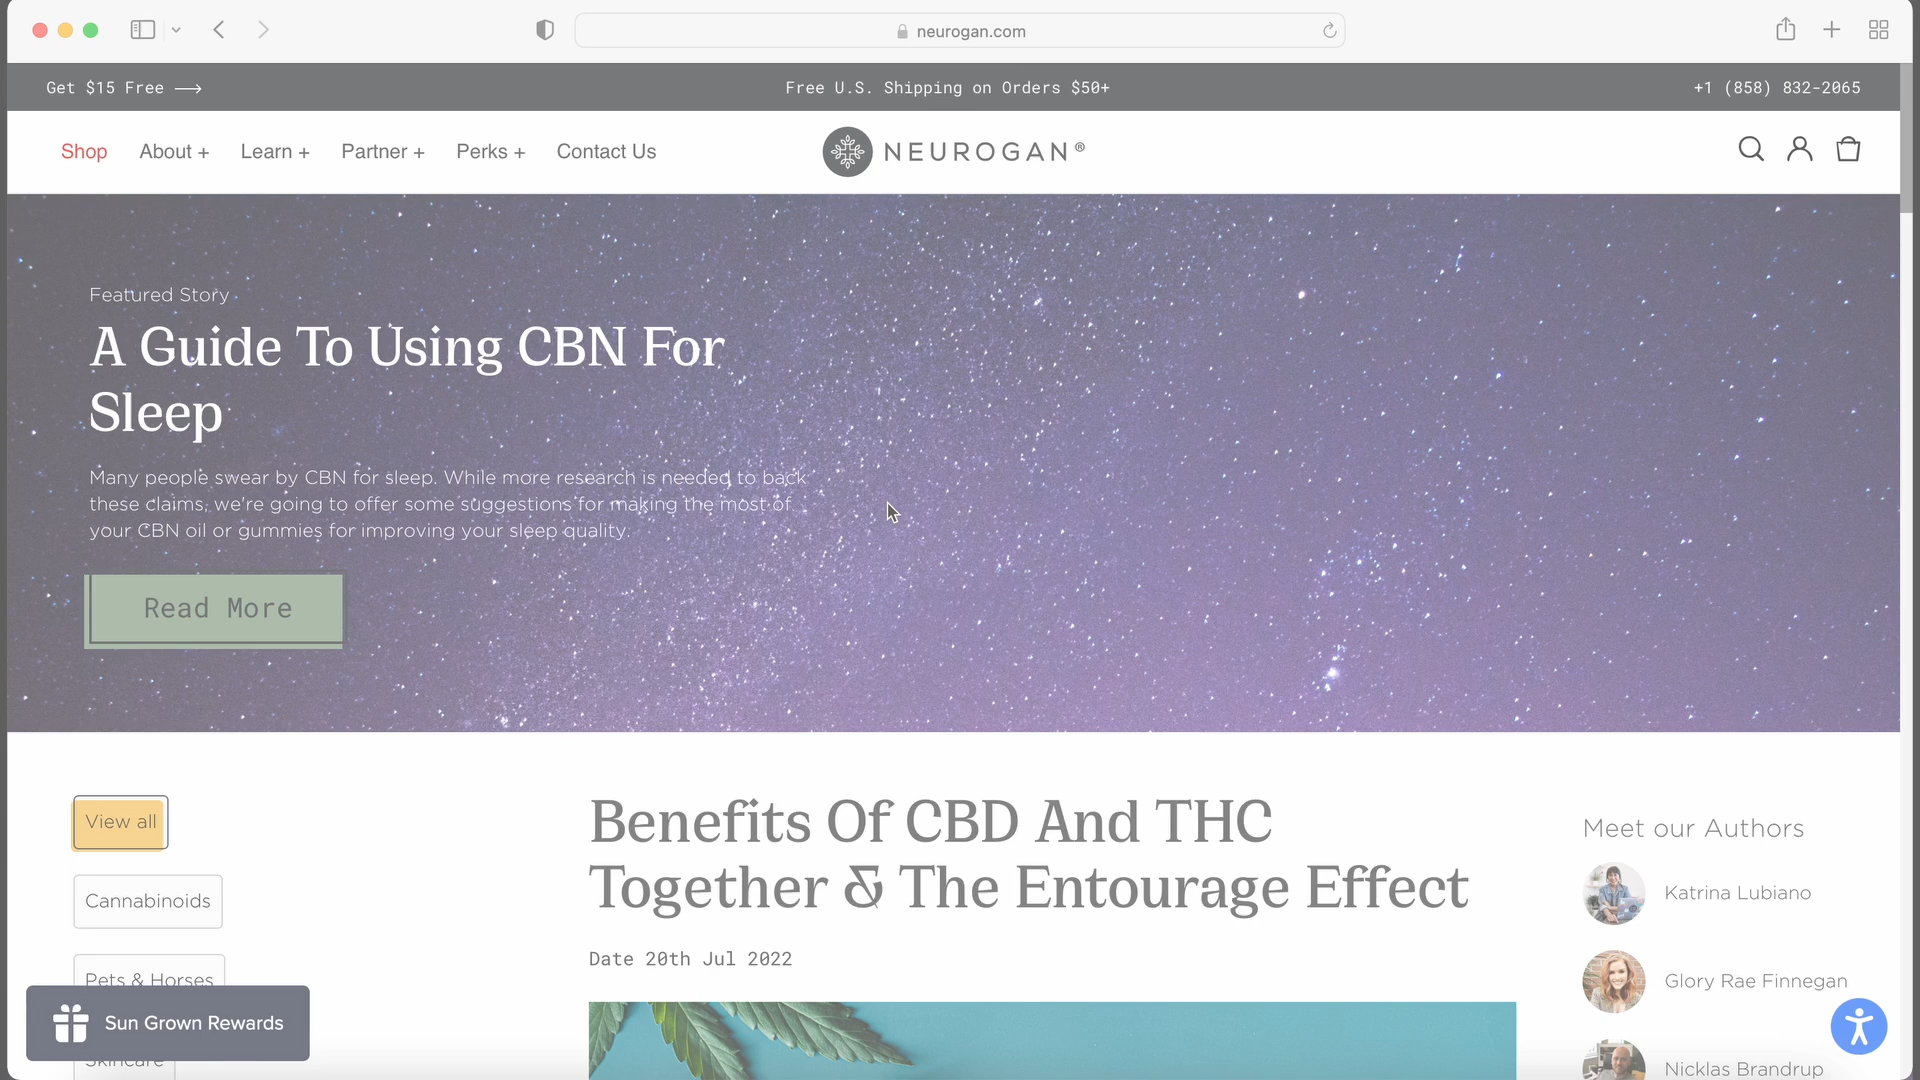 neurogan.com
Get $15 Free
Free U.S. Shipping on Orders $50+
+1 (858) 832-2065
Shop
About +
Learn +
Partner +
Perks +
Contact Us
NEUROGAN®
Featured Story
A Guide To Using CBN For
Sleep
Many people swear by CBN for sleep. While more research is needed to back
these claims, we're going to offer some suggestions for making the most of
your CBN oil or gummies for improving your sleep quality.
Read More
View all
Cannabinoids
Pets & Horses
Skincare
Sun Grown Rewards
Benefits Of CBD And THC
Together & The Entourage Effect
Date 20th Jul 2022
Meet our Authors
Katrina Lubiano
Glory Rae Finnegan
Nicklas Brandrup